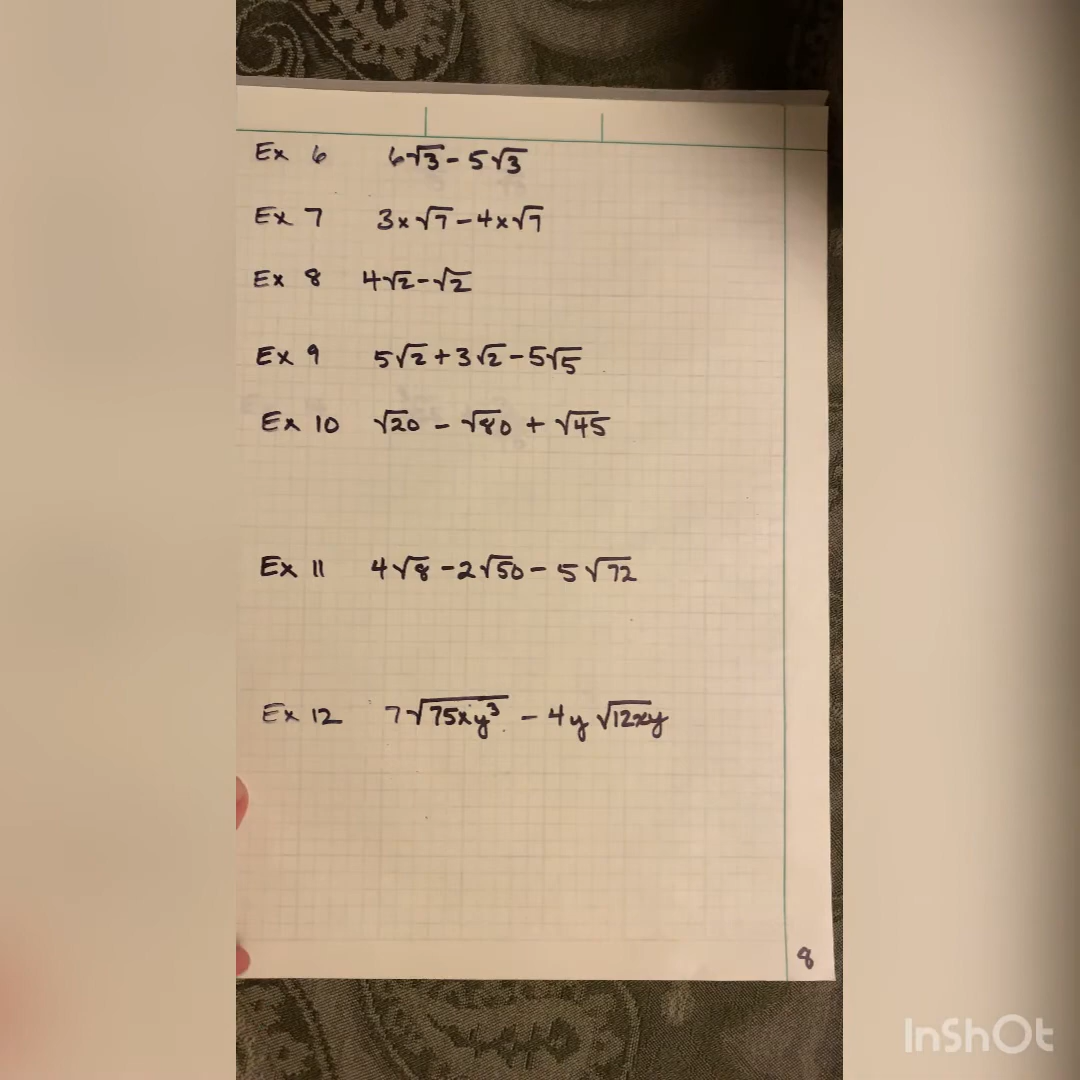 Ex 6 6√3 - 5√3
Ex 7 3x√7 - 4x√7
Ex 8 4√2 - √2
Ex 9 5√2 + 3√2 - 5√5
Ex 10 √20 - √80 + √45
Ex 11 4√8 - 2√50 - 5√72
Ex 12 7√75xy³ - 4y√12xy
8
InShOt